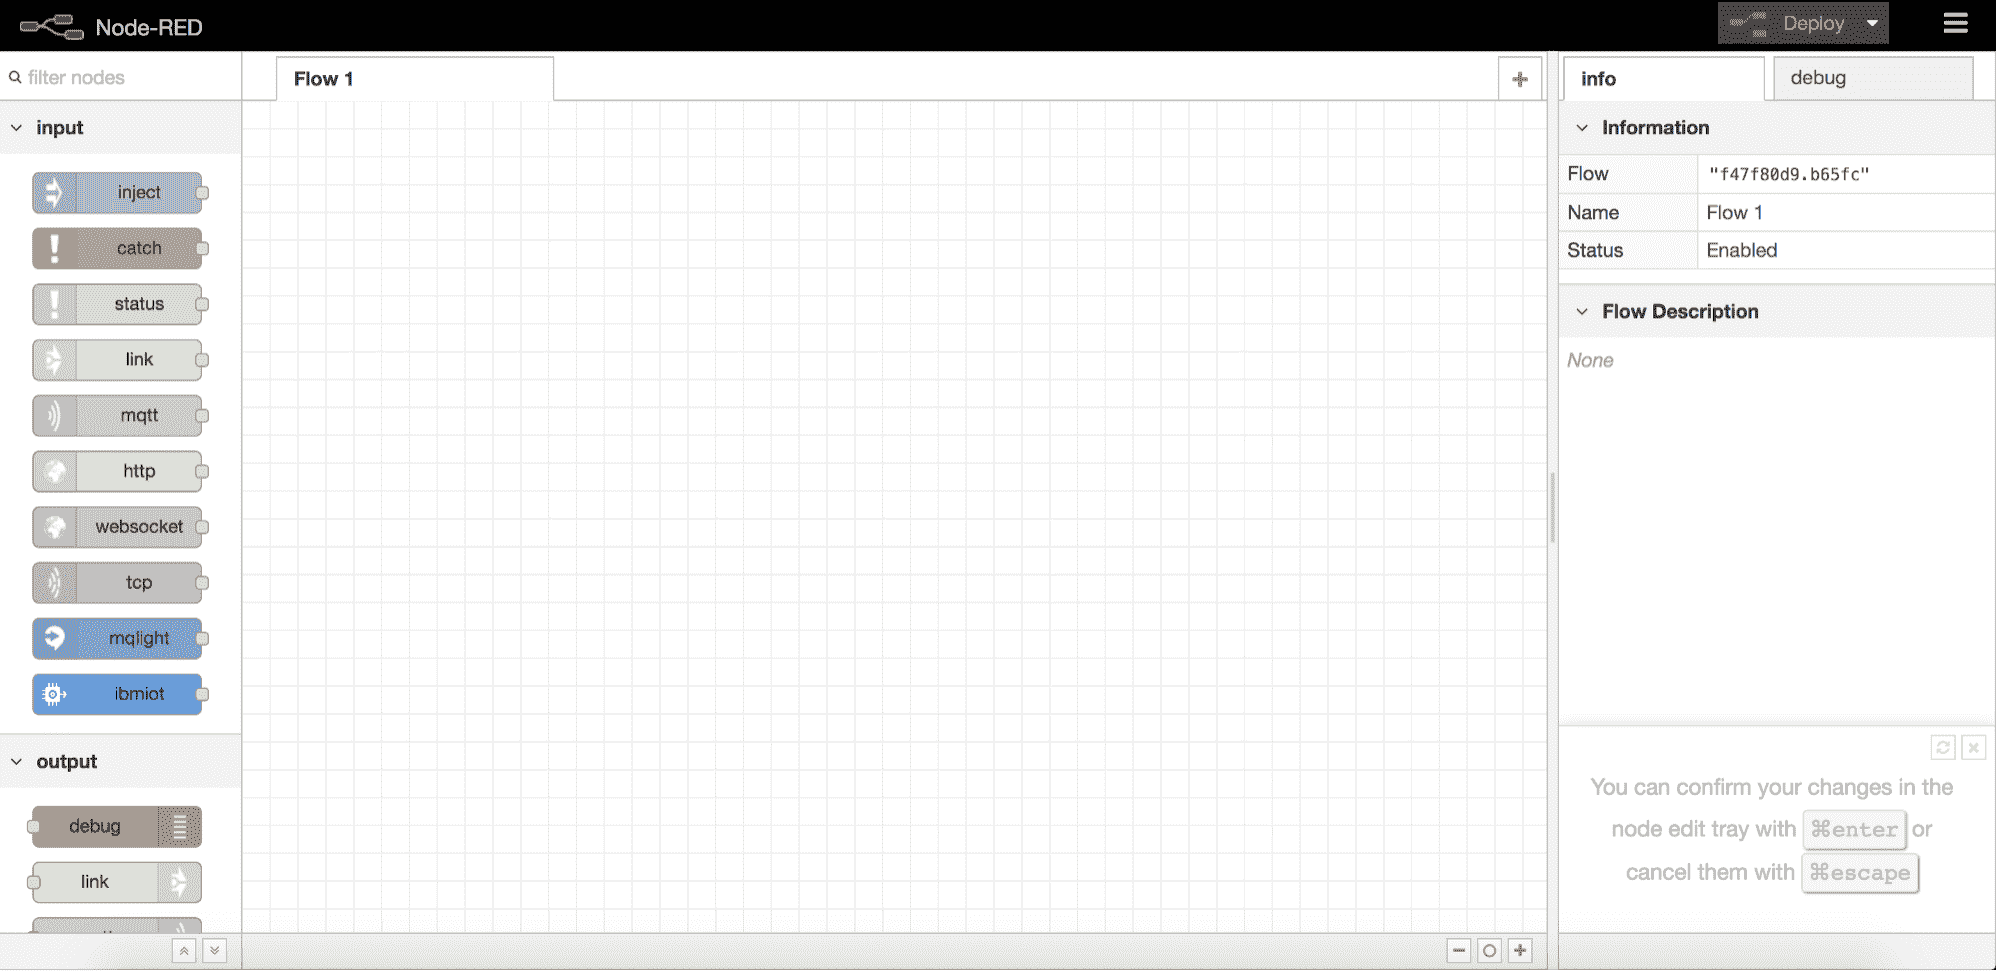 Node-RED
Deploy
filter nodes
Flow 1
info
debug
input
inject
catch
status
link
mqtt
http
websocket
tcp
mqlight
ibmiot
output
debug
link
Information
Flow "f47f80d9.b65fc"
Name Flow 1
Status Enabled
Flow Description
None
You can confirm your changes in the
node edit tray with ⌘enter or
cancel them with ⌘escape